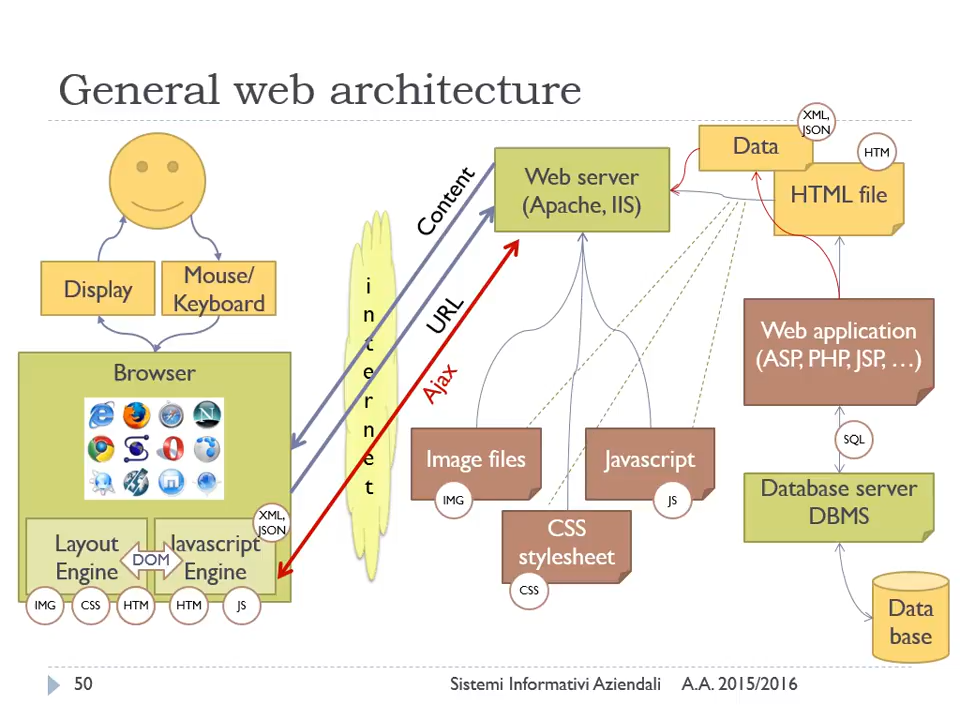 General web architecture
XML,
JSON
Data
HTM
HTML file
Web server
(Apache, IIS)
Content
URL
Ajax
internet
Display
Mouse/
Keyboard
Browser
XML,
JSON
Layout
Engine
DOM
Javascript
Engine
IMG
CSS
HTM
HTM
JS
Image files
IMG
Javascript
JS
CSS
stylesheet
CSS
Web application
(ASP, PHP, JSP, …)
SQL
Database server
DBMS
Data
base
50
Sistemi Informativi Aziendali
A.A. 2015/2016